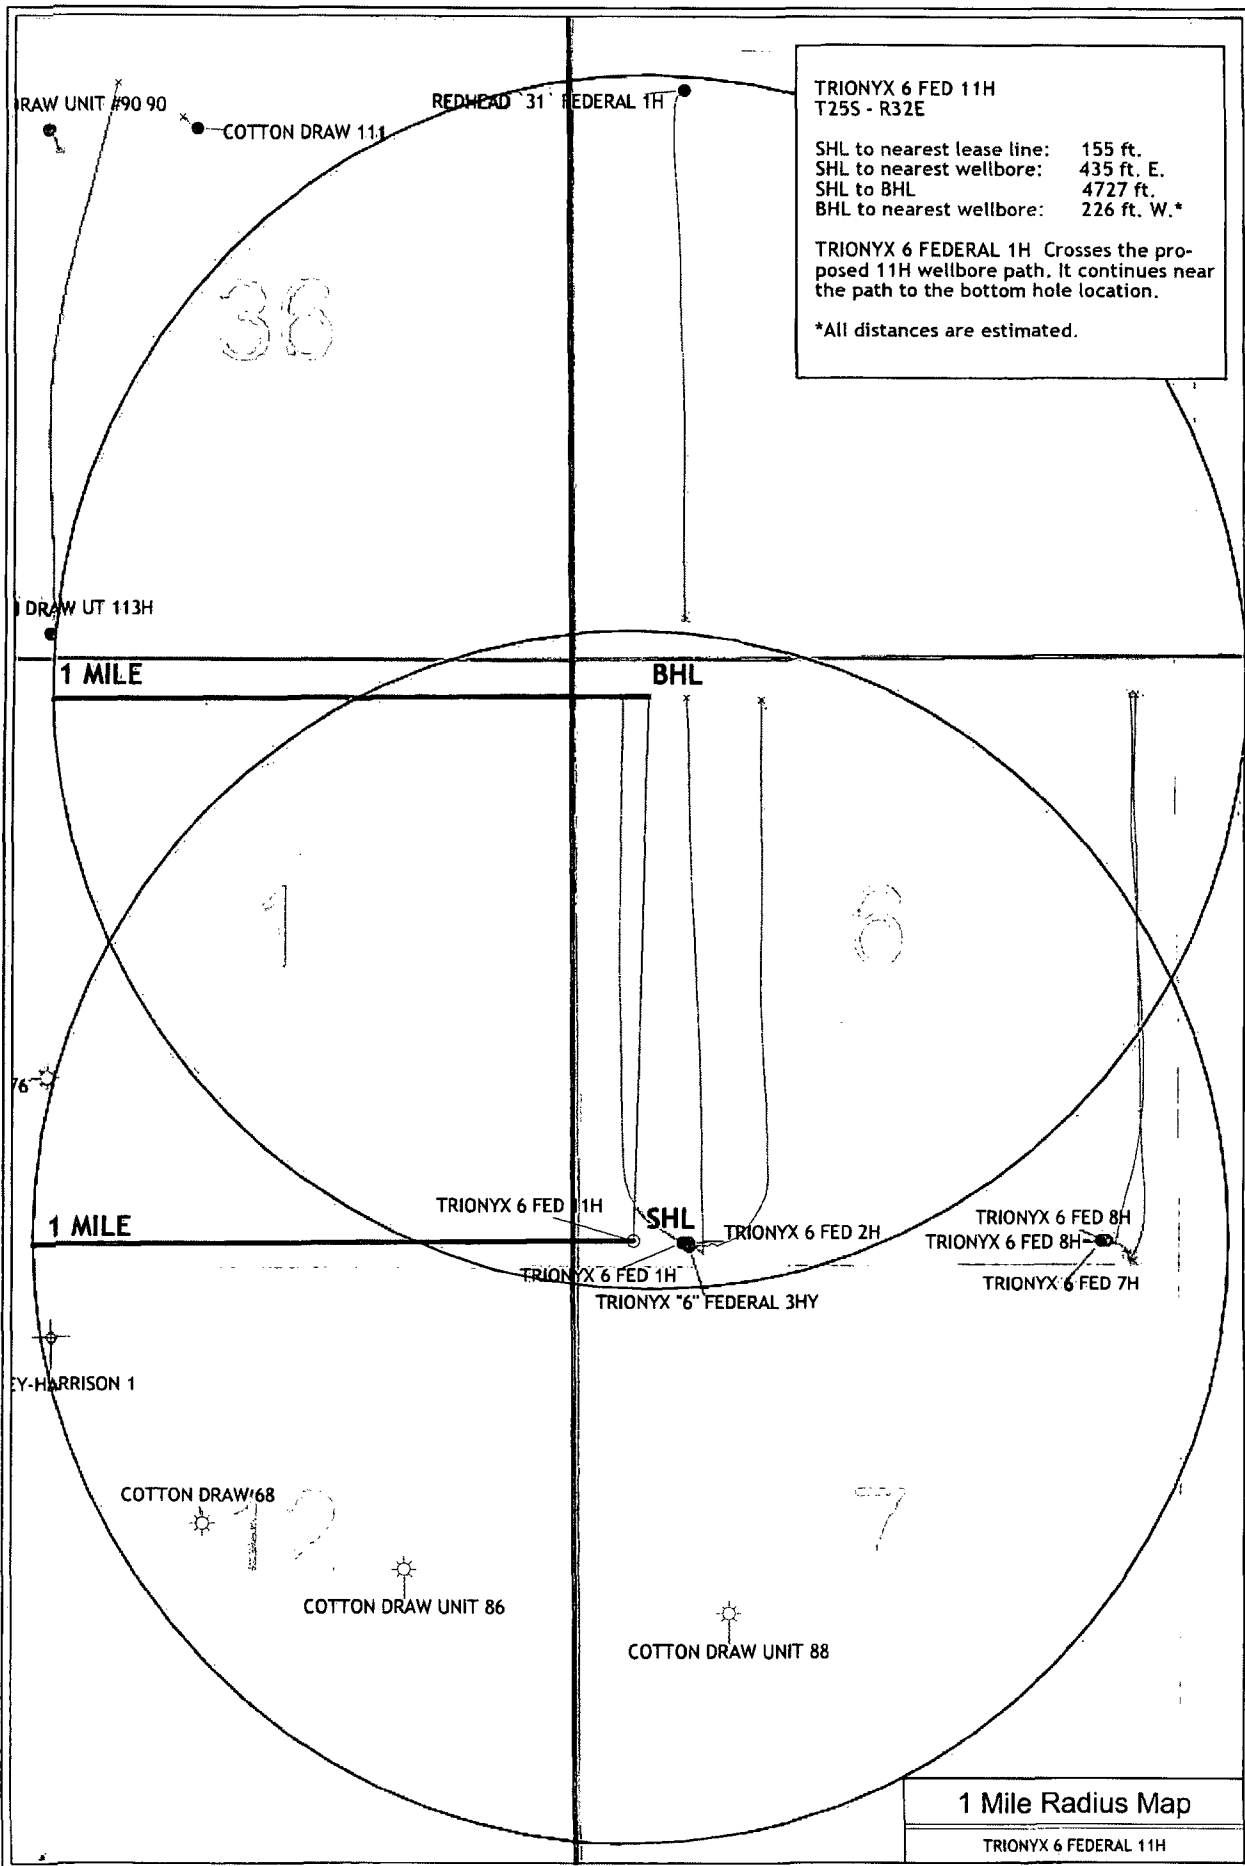 TRIONYX 6 FED 11H
T25S - R32E
SHL to nearest lease line: 155 ft.
SHL to nearest wellbore: 435 ft. E.
SHL to BHL 4727 ft.
BHL to nearest wellbore: 226 ft. W.*
TRIONYX 6 FEDERAL 1H Crosses the pro-
posed 11H wellbore path. It continues near
the path to the bottom hole location.
*All distances are estimated.
RAW UNIT #90 90
COTTON DRAW 111
REDHEAD `31` FEDERAL 1H
36
DRAW UT 113H
1 MILE
BHL
1
6
76
TRIONYX 6 FED 11H
1 MILE
SHL
TRIONYX 6 FED 2H
TRIONYX 6 FED 1H
TRIONYX "6" FEDERAL 3HY
TRIONYX 6 FED 8H
TRIONYX 6 FED 8H
TRIONYX 6 FED 7H
EY-HARRISON 1
COTTON DRAW 68
12
7
COTTON DRAW UNIT 86
COTTON DRAW UNIT 88
1 Mile Radius Map
TRIONYX 6 FEDERAL 11H